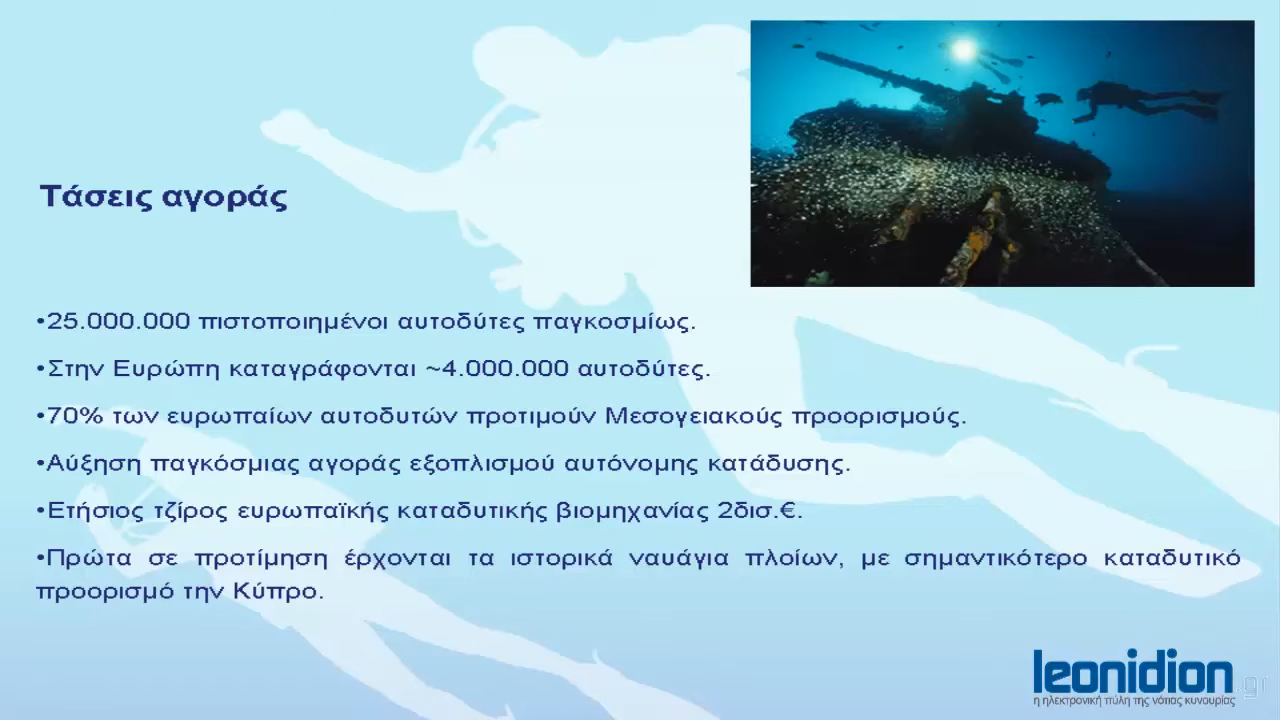 Τάσεις αγοράς
•25.000.000 πιστοποιημένοι αυτοδύτες παγκοσμίως.
•Στην Ευρώπη καταγράφονται ~4.000.000 αυτοδύτες.
•70% των ευρωπαίων αυτοδυτών προτιμούν Μεσογειακούς προορισμούς.
•Αύξηση παγκόσμιας αγοράς εξοπλισμού αυτόνομης κατάδυσης.
•Ετήσιος τζίρος ευρωπαϊκής καταδυτικής βιομηχανίας 2δισ.€.
•Πρώτα σε προτίμηση έρχονται τα ιστορικά ναυάγια πλοίων, με σημαντικότερο καταδυτικό
προορισμό την Κύπρο.
leonidion.gr
η ηλεκτρονική πύλη της νότιας κυνουρίας